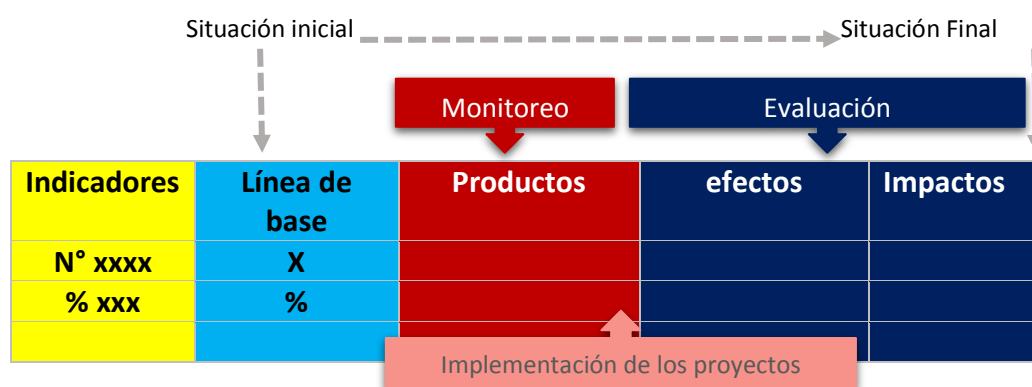 Situación inicial
Situación Final
Monitoreo
Evaluación
Indicadores
Línea de
base
Productos
efectos
Impactos
N° xxxx
X
% xxx
%
Implementación de los proyectos